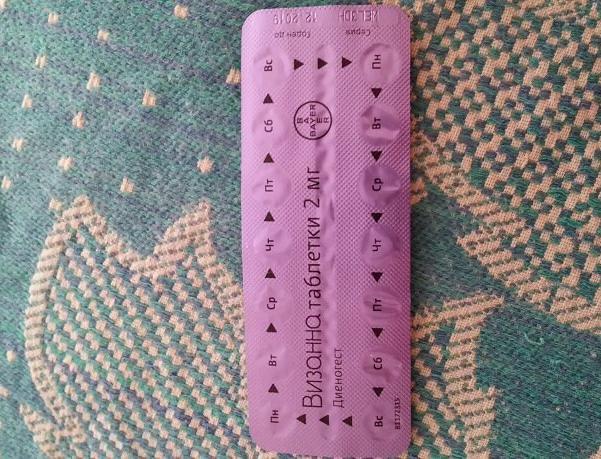 Визанна таблетки 2 мг
Диеногест
BAYER
BAYER
Пн
Вт
Ср
Чт
Пт
Сб
Вс
Пн
Вт
Ср
Чт
Пт
Сб
Вс
Годен до
12.2019
Серия